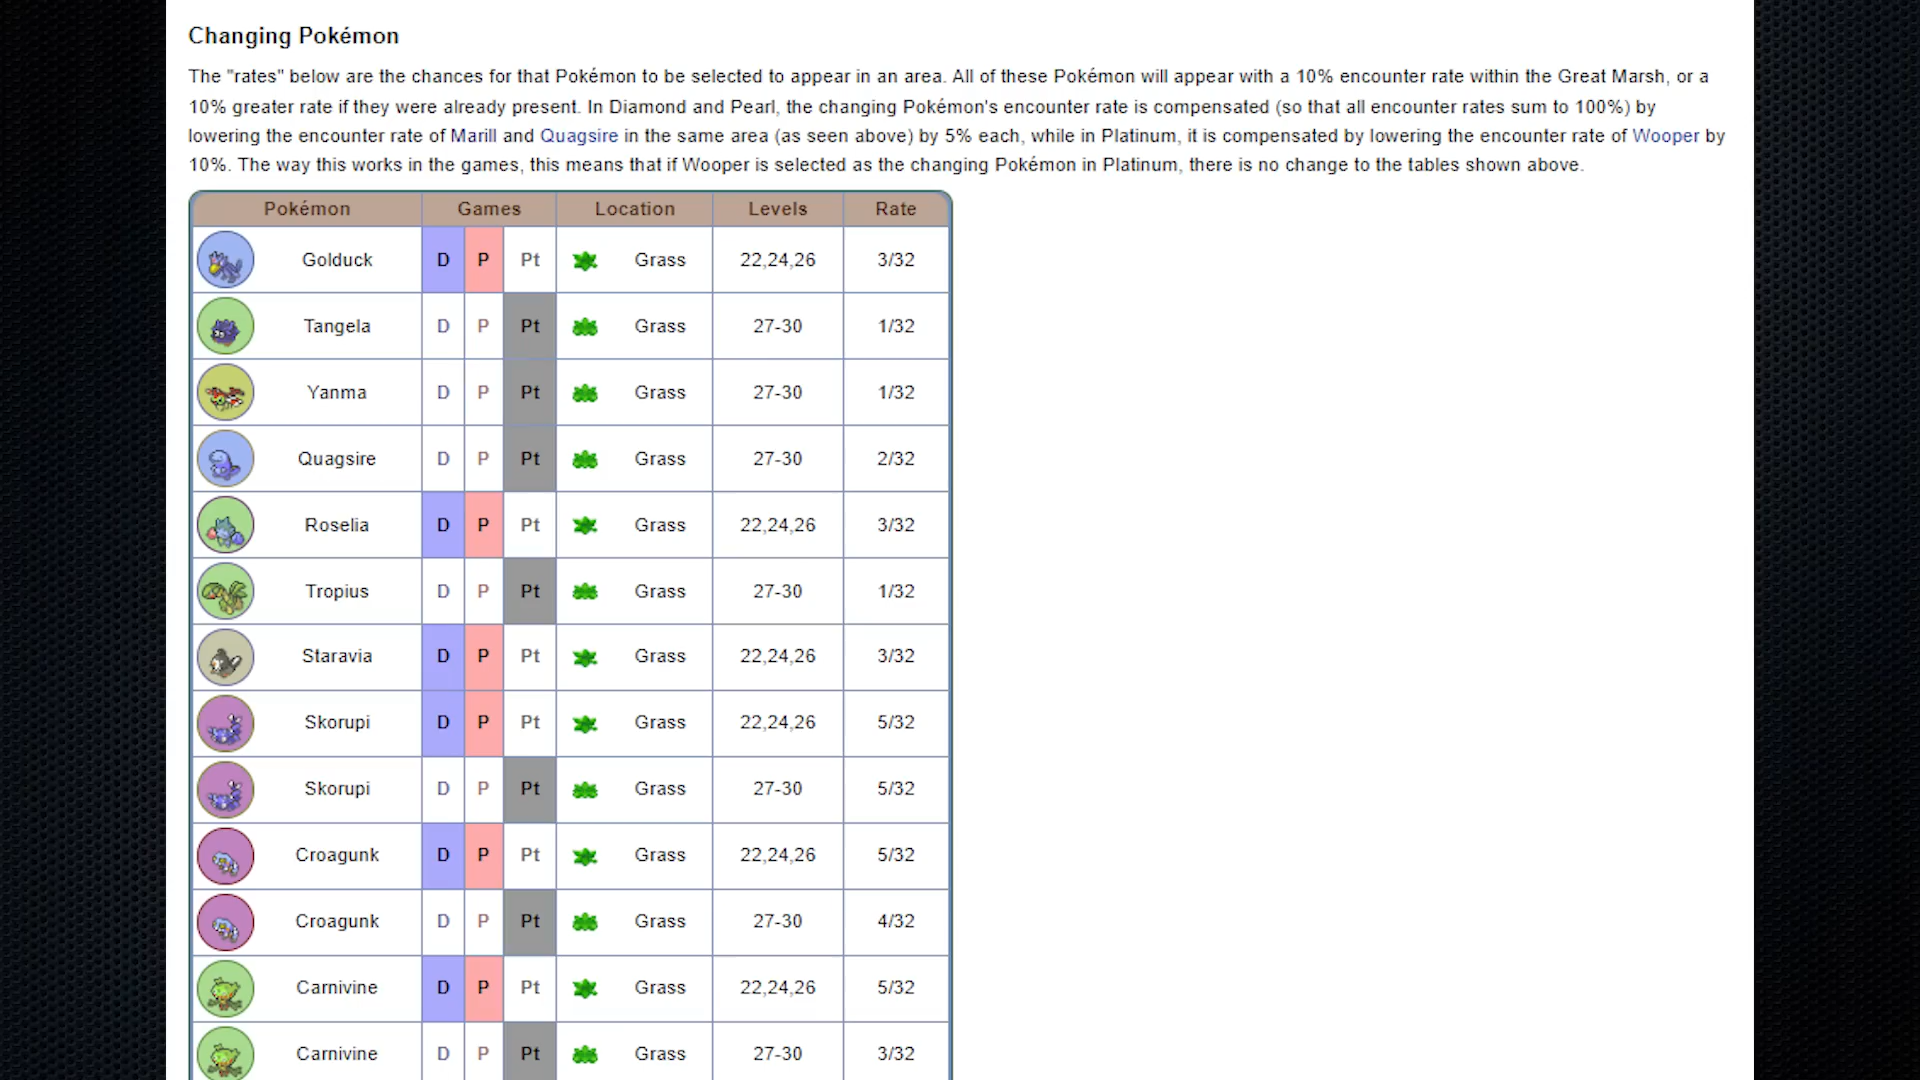 Changing Pokémon
The "rates" below are the chances for that Pokémon to be selected to appear in an area. All of these Pokémon will appear with a 10% encounter rate within the Great Marsh, or a
10% greater rate if they were already present. In Diamond and Pearl, the changing Pokémon's encounter rate is compensated (so that all encounter rates sum to 100%) by
lowering the encounter rate of Marill and Quagsire in the same area (as seen above) by 5% each, while in Platinum, it is compensated by lowering the encounter rate of Wooper by
10%. The way this works in the games, this means that if Wooper is selected as the changing Pokémon in Platinum, there is no change to the tables shown above.
Pokémon Games Location Levels Rate
Golduck D P Pt Grass 22,24,26 3/32
Tangela D P Pt Grass 27-30 1/32
Yanma D P Pt Grass 27-30 1/32
Quagsire D P Pt Grass 27-30 2/32
Roselia D P Pt Grass 22,24,26 3/32
Tropius D P Pt Grass 27-30 1/32
Staravia D P Pt Grass 22,24,26 3/32
Skorupi D P Pt Grass 22,24,26 5/32
Skorupi D P Pt Grass 27-30 5/32
Croagunk D P Pt Grass 22,24,26 5/32
Croagunk D P Pt Grass 27-30 4/32
Carnivine D P Pt Grass 22,24,26 5/32
Carnivine D P Pt Grass 27-30 3/32